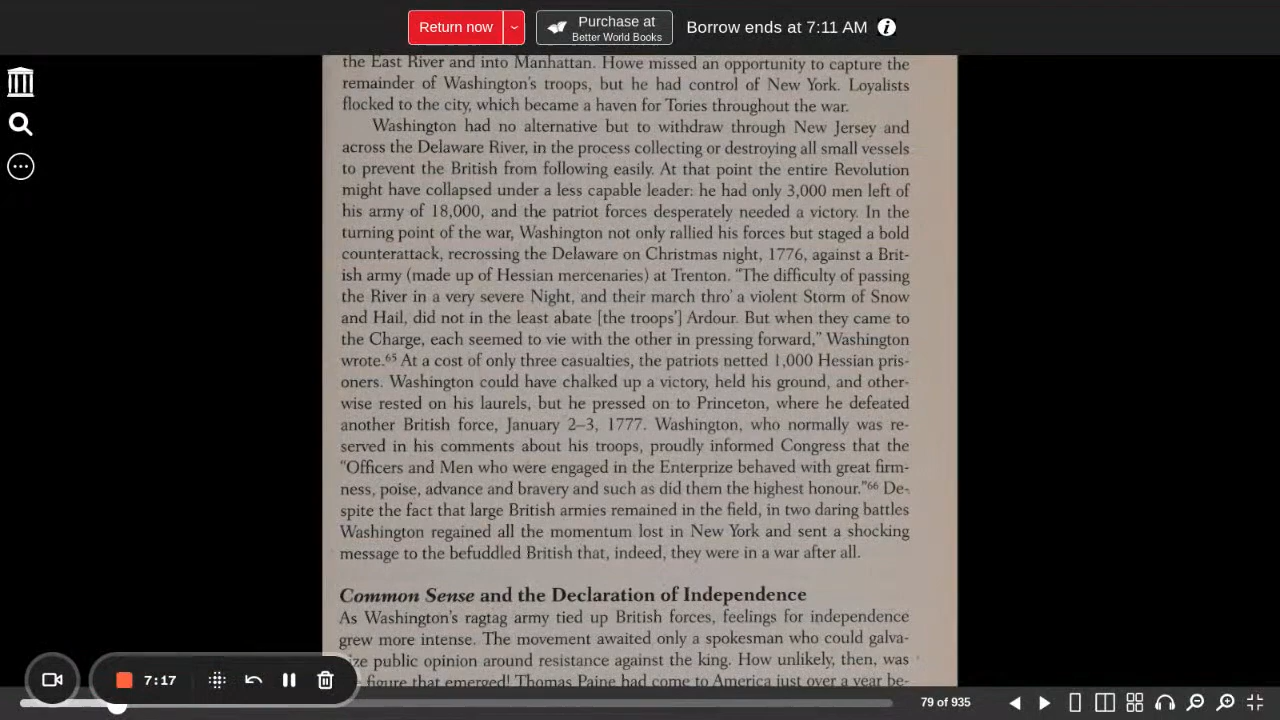 Return now
Purchase at
Better World Books
Borrow ends at 7:11 AM
the East River and into Manhattan. Howe missed an opportunity to capture the
remainder of Washington's troops, but he had control of New York. Loyalists
flocked to the city, which became a haven for Tories throughout the war.
Washington had no alternative but to withdraw through New Jersey and
across the Delaware River, in the process collecting or destroying all small vessels
to prevent the British from following easily. At that point the entire Revolution
might have collapsed under a less capable leader: he had only 3,000 men left of
his army of 18,000, and the patriot forces desperately needed a victory. In the
turning point of the war, Washington not only rallied his forces but staged a bold
counterattack, recrossing the Delaware on Christmas night, 1776, against a Brit-
ish army (made up of Hessian mercenaries) at Trenton. "The difficulty of passing
the River in a very severe Night, and their march thro' a violent Storm of Snow
and Hail, did not in the least abate [the troops'] Ardour. But when they came to
the Charge, each seemed to vie with the other in pressing forward," Washington
wrote.⁶⁵ At a cost of only three casualties, the patriots netted 1,000 Hessian pris-
oners. Washington could have chalked up a victory, held his ground, and other-
wise rested on his laurels, but he pressed on to Princeton, where he defeated
another British force, January 2–3, 1777. Washington, who normally was re-
served in his comments about his troops, proudly informed Congress that the
"Officers and Men who were engaged in the Enterprize behaved with great firm-
ness, poise, advance and bravery and such as did them the highest honour."⁶⁶ De-
spite the fact that large British armies remained in the field, in two daring battles
Washington regained all the momentum lost in New York and sent a shocking
message to the befuddled British that, indeed, they were in a war after all.
Common Sense and the Declaration of Independence
As Washington's ragtag army tied up British forces, feelings for independence
grew more intense. The movement awaited only a spokesman who could galva-
ize public opinion around resistance against the king. How unlikely, then, was
figure that emerged! Thomas Paine had come to America just over a year be-
7:17
79 of 935